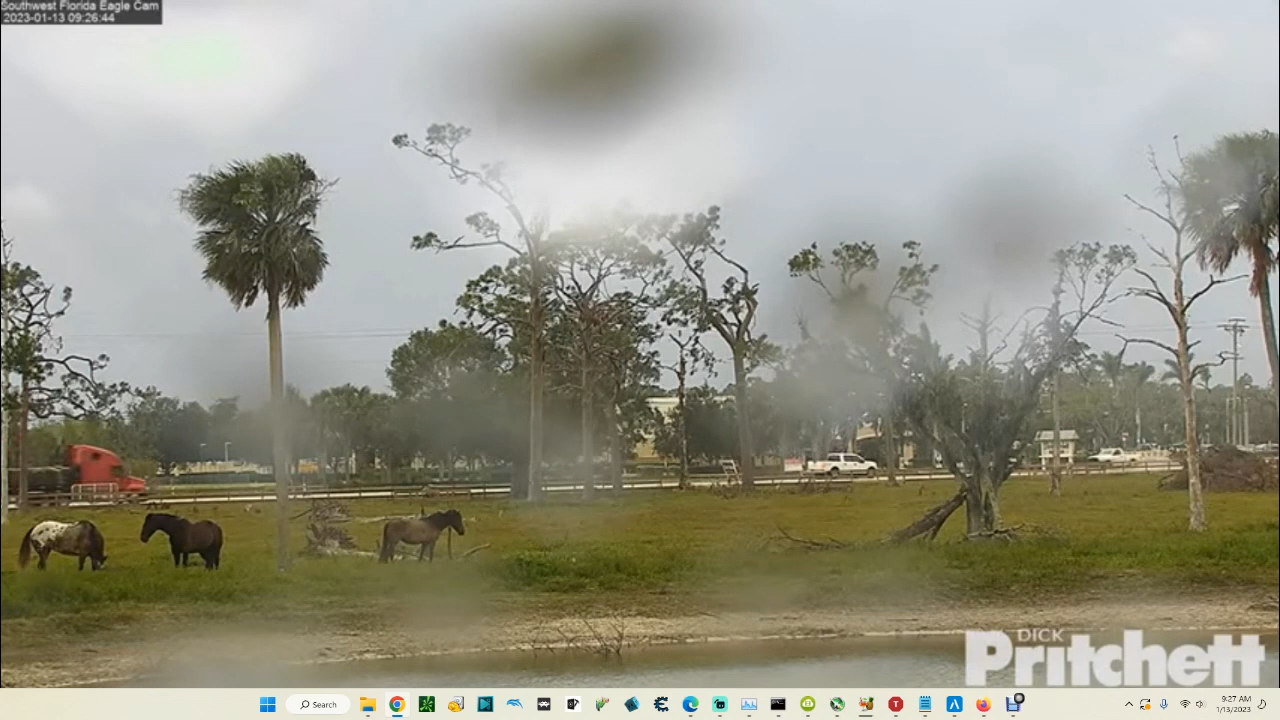 Southwest Florida Eagle Cam
2023-01-13 09:26:44
DICK
Pritchett
Search
9:27 AM
1/13/2023